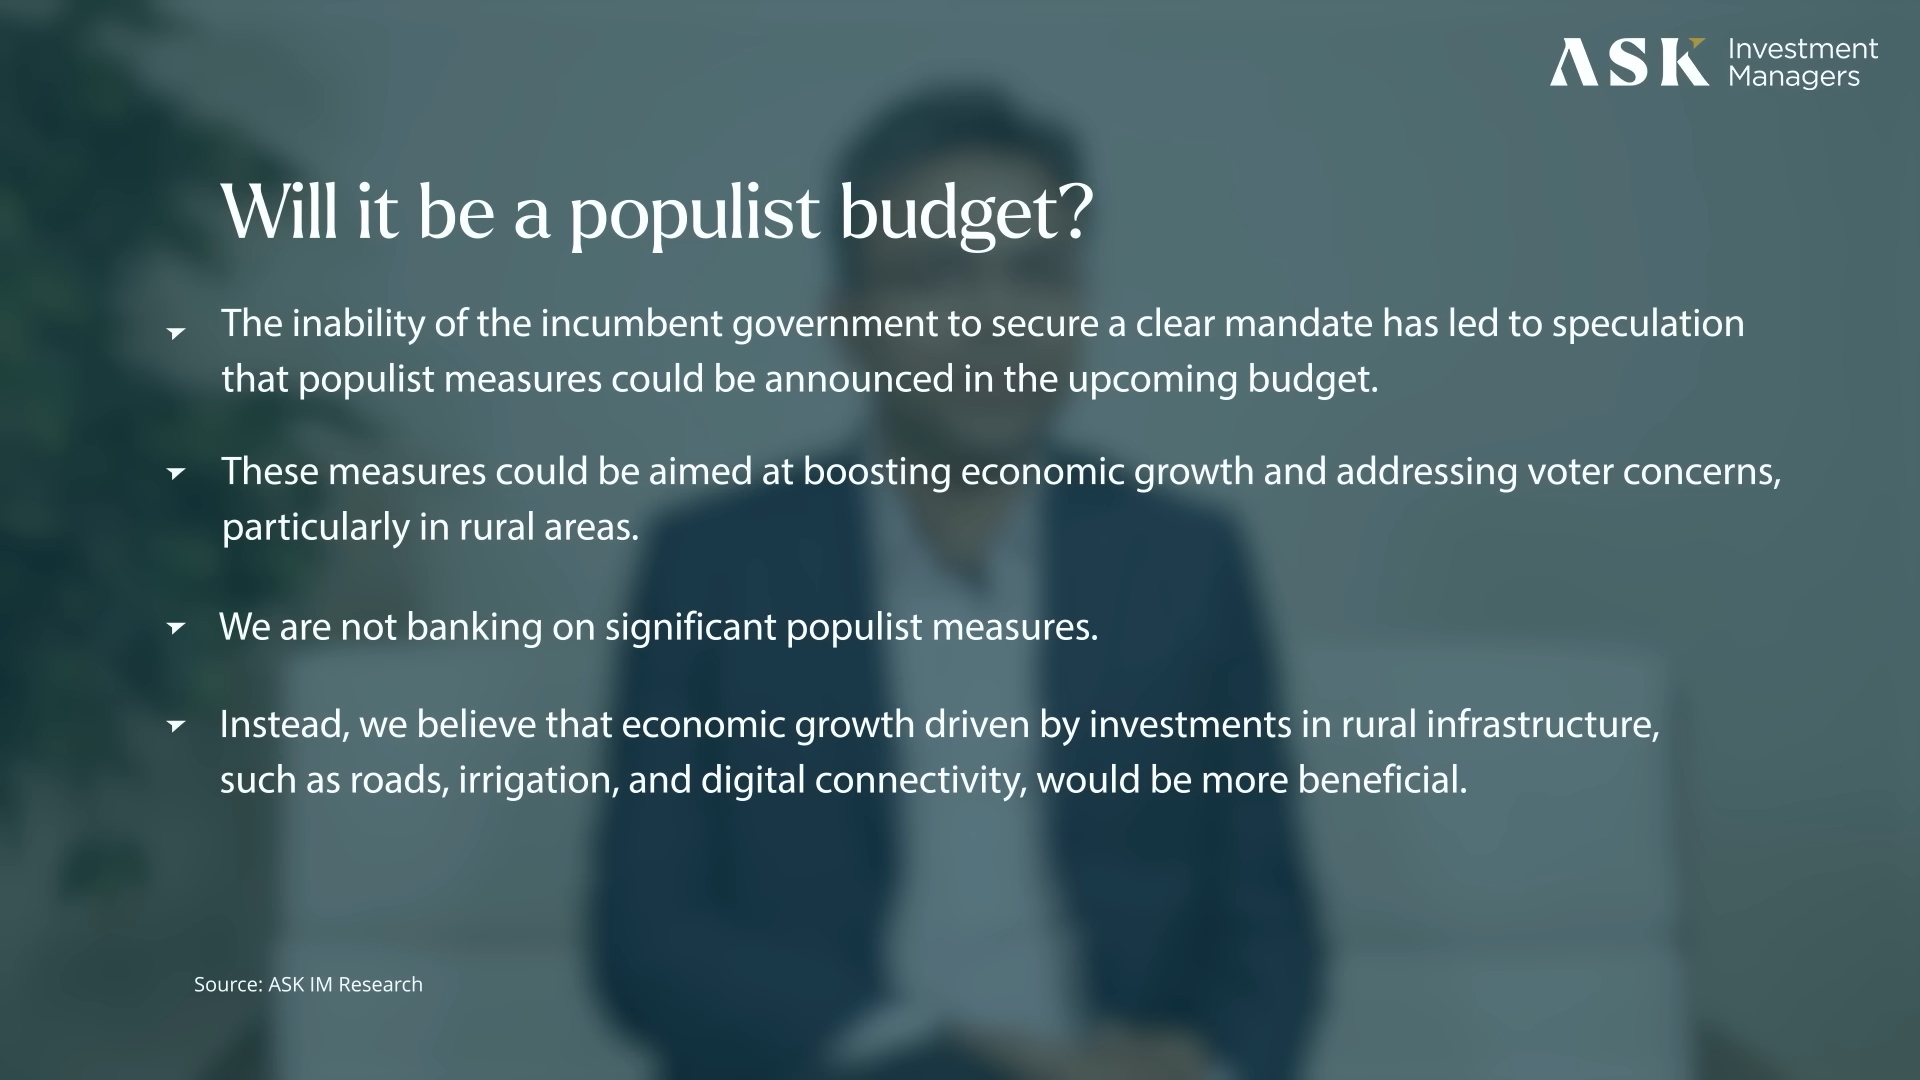 ASK Investment
Managers
Will it be a populist budget?
The inability of the incumbent government to secure a clear mandate has led to speculation
that populist measures could be announced in the upcoming budget.
These measures could be aimed at boosting economic growth and addressing voter concerns,
particularly in rural areas.
We are not banking on significant populist measures.
Instead, we believe that economic growth driven by investments in rural infrastructure,
such as roads, irrigation, and digital connectivity, would be more beneficial.
Source: ASK IM Research